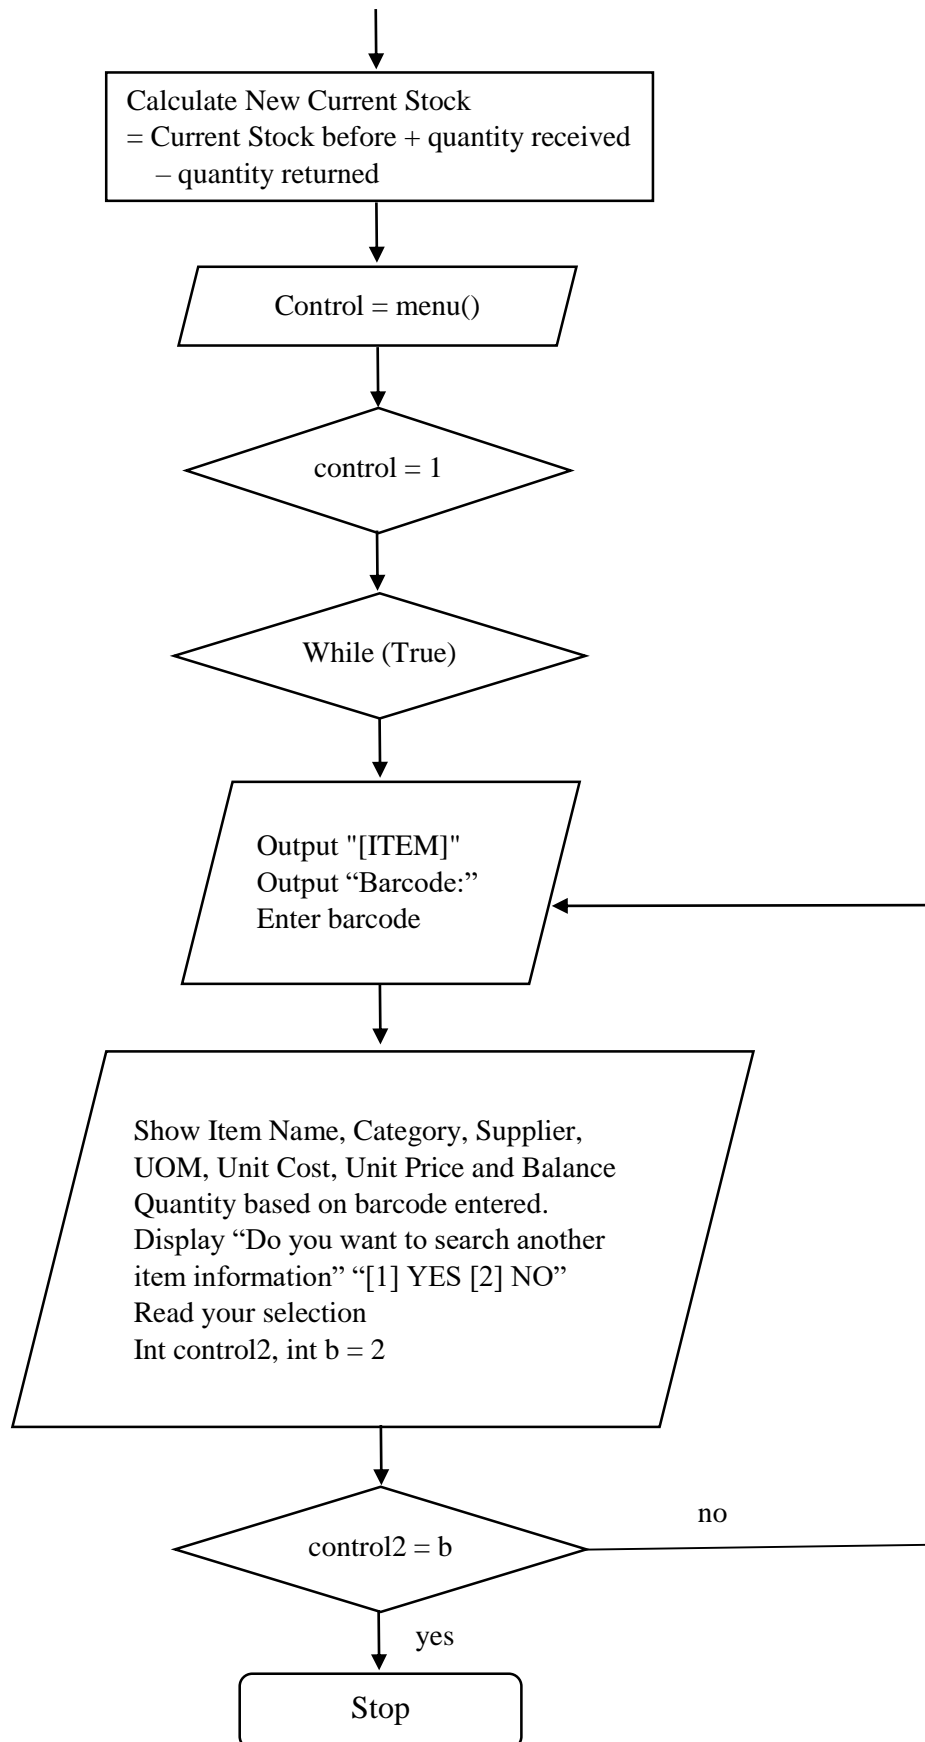 Calculate New Current Stock
= Current Stock before + quantity received
– quantity returned
Control = menu()
control = 1
While (True)
Output "[ITEM]"
Output “Barcode:”
Enter barcode
Show Item Name, Category, Supplier,
UOM, Unit Cost, Unit Price and Balance
Quantity based on barcode entered.
Display “Do you want to search another
item information” “[1] YES [2] NO”
Read your selection
Int control2, int b = 2
control2 = b
no
yes
Stop